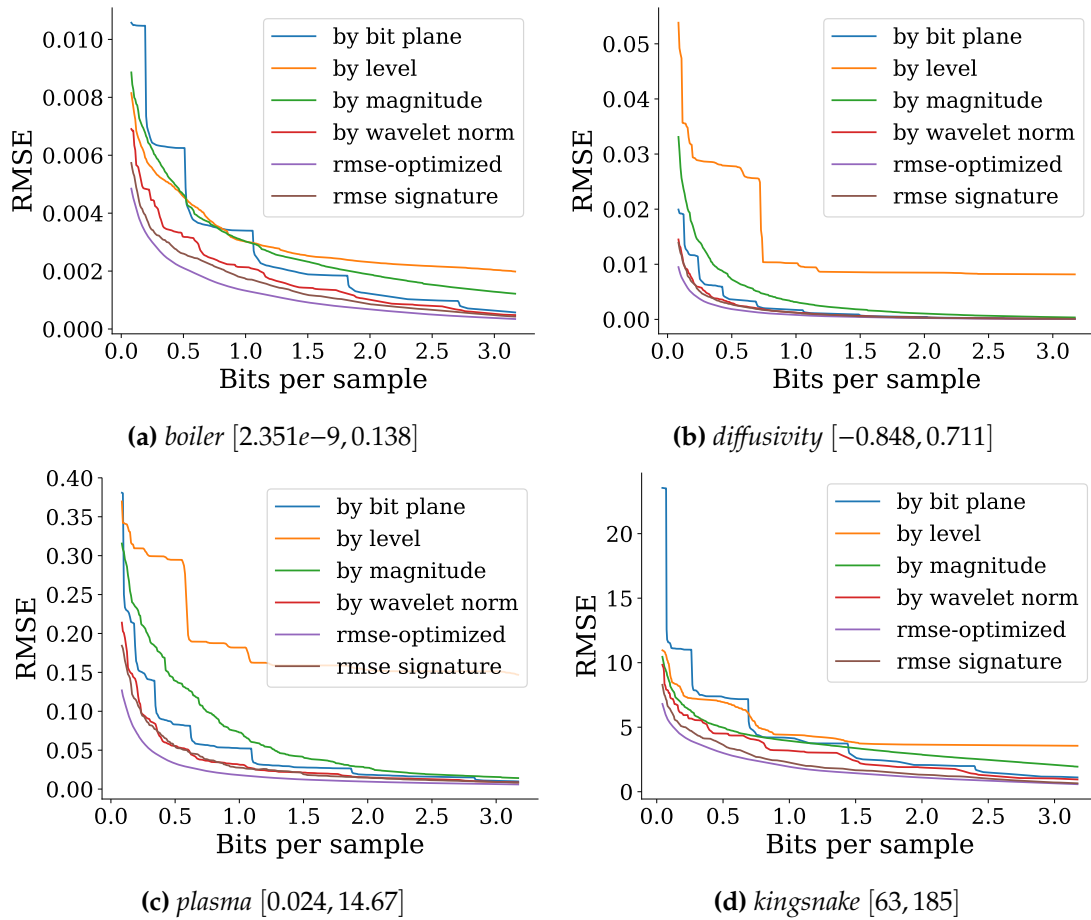 0.010
0.008
0.006
0.004
0.002
0.000
RMSE
by bit plane
by level
by magnitude
by wavelet norm
rmse-optimized
rmse signature
0.0 0.5 1.0 1.5 2.0 2.5 3.0
Bits per sample
(a) boiler [2.351e−9, 0.138]
0.05
0.04
0.03
0.02
0.01
0.00
RMSE
by bit plane
by level
by magnitude
by wavelet norm
rmse-optimized
rmse signature
0.0 0.5 1.0 1.5 2.0 2.5 3.0
Bits per sample
(b) diffusivity [−0.848, 0.711]
0.40
0.35
0.30
0.25
0.20
0.15
0.10
0.05
0.00
RMSE
by bit plane
by level
by magnitude
by wavelet norm
rmse-optimized
rmse signature
0.0 0.5 1.0 1.5 2.0 2.5 3.0
Bits per sample
(c) plasma [0.024, 14.67]
20
15
10
5
0
RMSE
by bit plane
by level
by magnitude
by wavelet norm
rmse-optimized
rmse signature
0.0 0.5 1.0 1.5 2.0 2.5 3.0
Bits per sample
(d) kingsnake [63, 185]